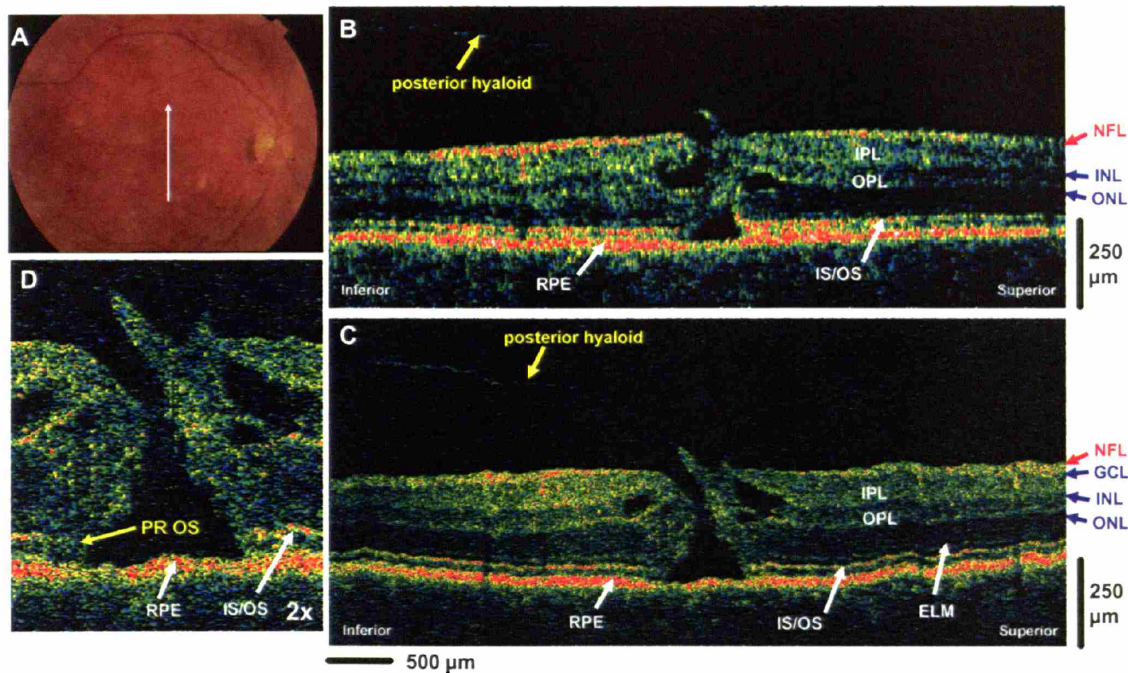 A
B
posterior hyaloid
NFL
IPL
INL
OPL
ONL
RPE
IS/OS
Inferior
Superior
250
µm
D
PR OS
RPE
IS/OS
2x
C
posterior hyaloid
NFL
GCL
IPL
INL
OPL
ONL
RPE
IS/OS
ELM
Inferior
Superior
250
µm
500 µm